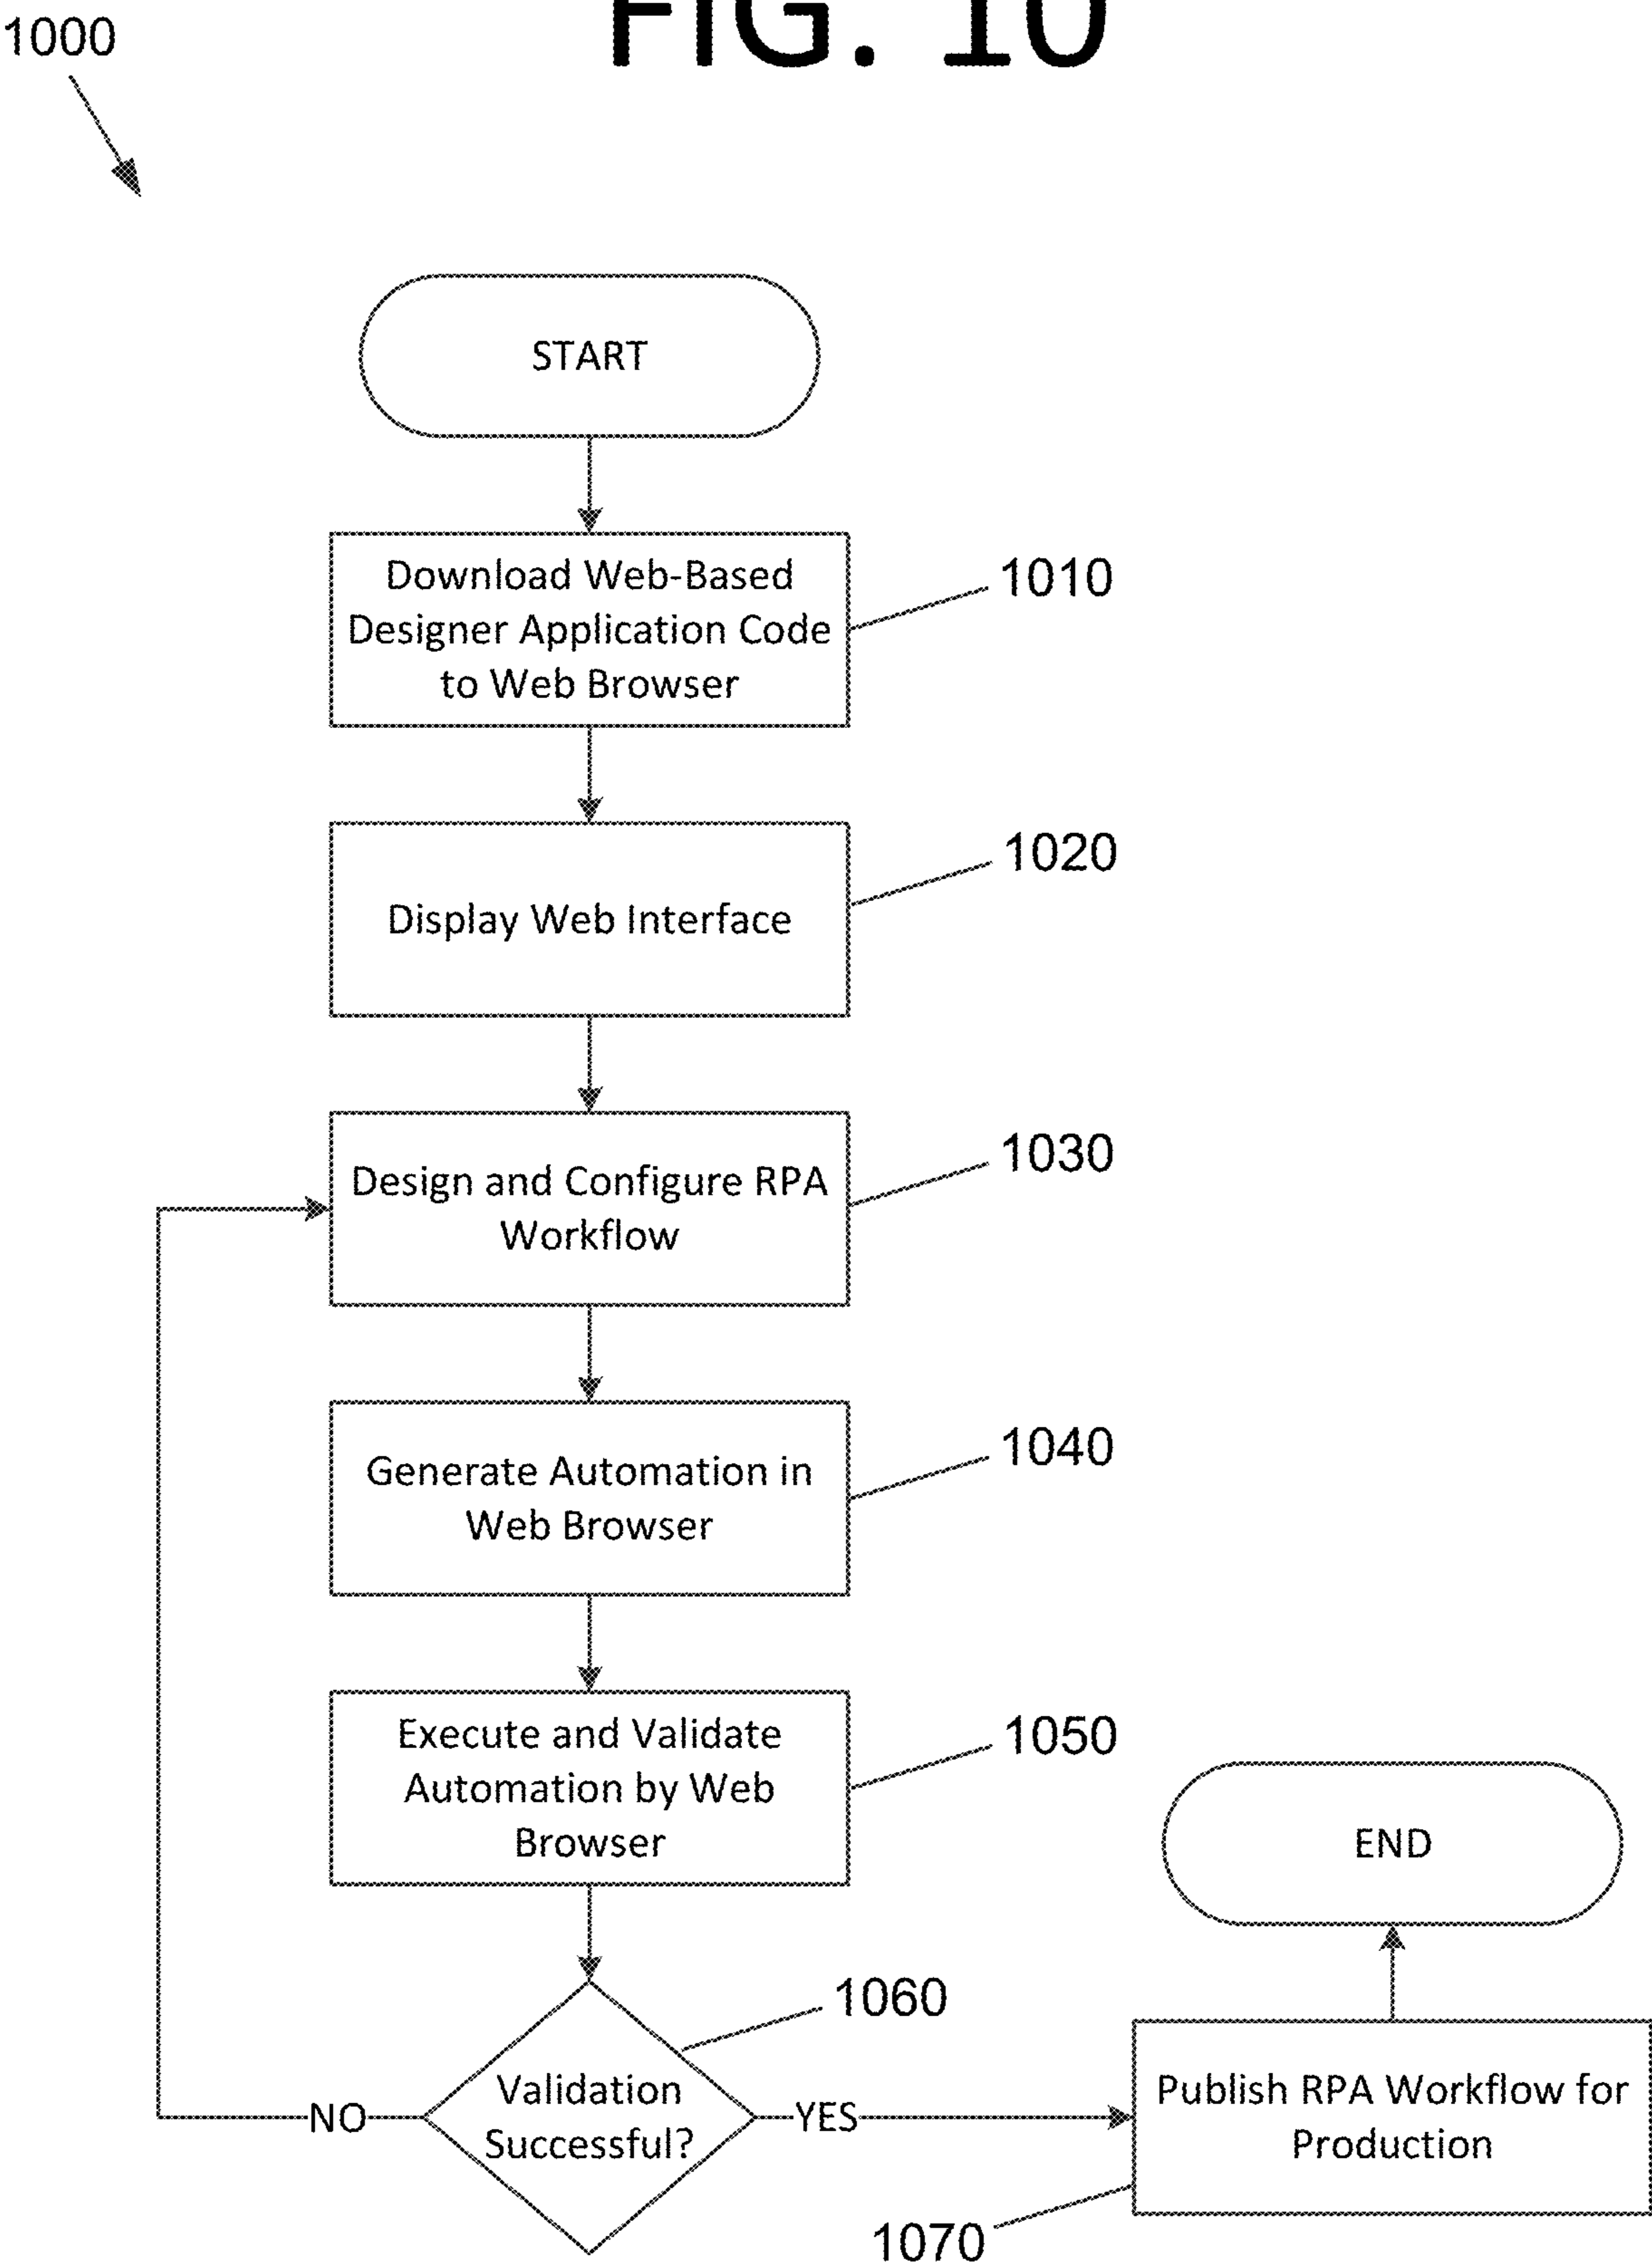 FIG. 10
1000
START
Download Web-Based
Designer Application Code
to Web Browser
1010
Display Web Interface
1020
Design and Configure RPA
Workflow
1030
Generate Automation in
Web Browser
1040
Execute and Validate
Automation by Web
Browser
1050
END
1060
Validation
Successful?
NO
YES
Publish RPA Workflow for
Production
1070